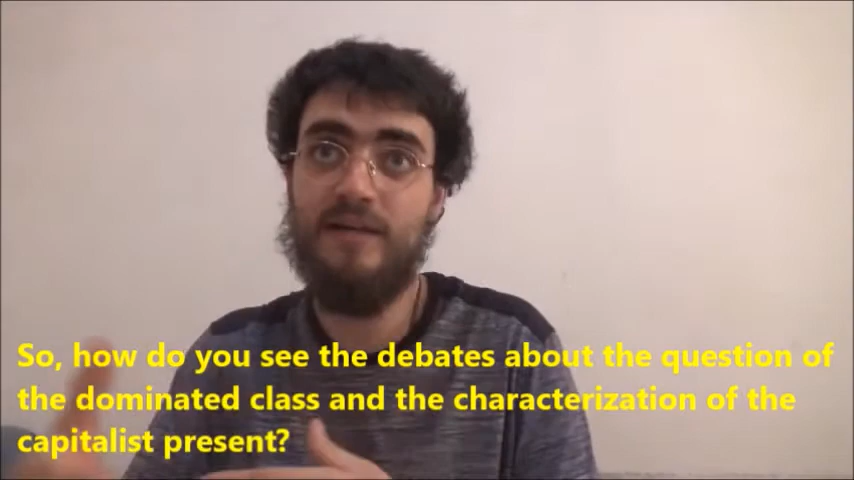 So, how do you see the debates about the question of
the dominated class and the characterization of the
capitalist present?